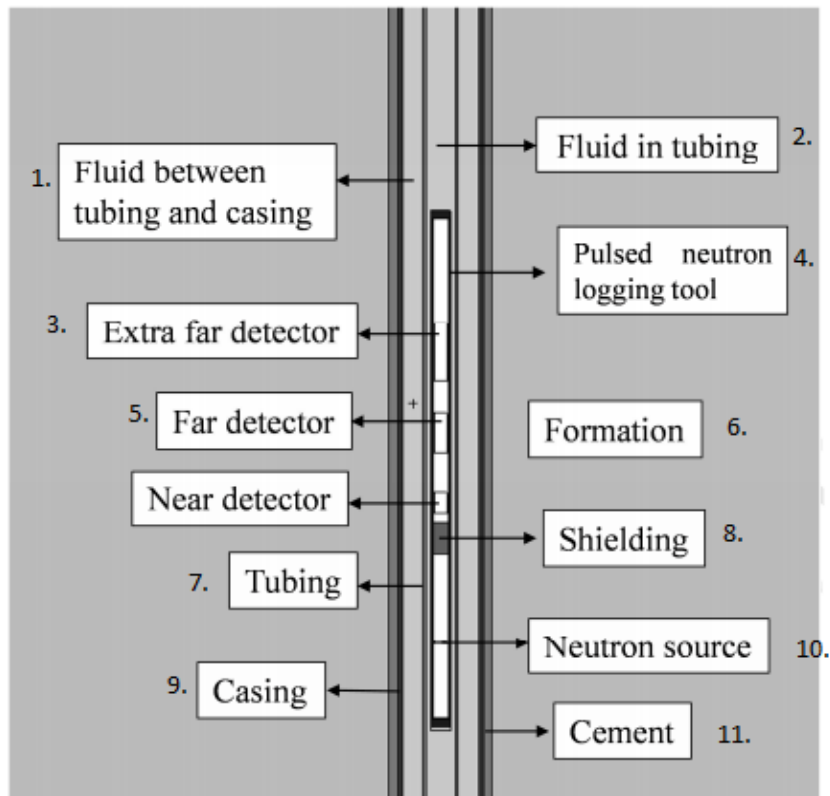 2.
Fluid in tubing
1.
Fluid between
tubing and casing
4.
Pulsed neutron
logging tool
3.
Extra far detector
5.
Far detector
Formation
6.
Near detector
8.
Shielding
7.
Tubing
Neutron source
10.
9.
Casing
Cement
11.